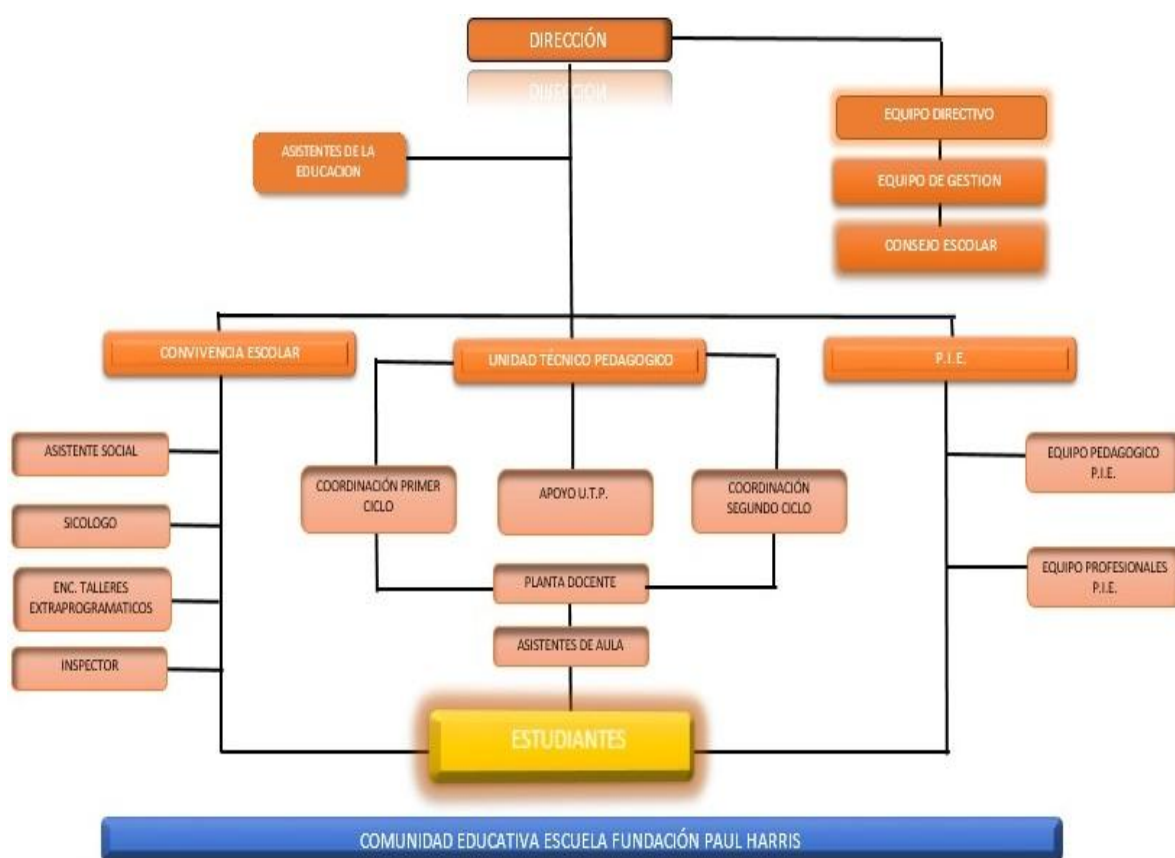 DIRECCIÓN
EQUIPO DIRECTIVO
ASISTENTES DE LA
EDUCACION
EQUIPO DE GESTION
CONSEJO ESCOLAR
CONVIVENCIA ESCOLAR
UNIDAD TÉCNICO PEDAGOGICO
P.I.E.
ASISTENTE SOCIAL
SICOLOGO
ENC. TALLERES
EXTRAPROGRAMATICOS
INSPECTOR
COORDINACIÓN PRIMER
CICLO
APOYO U.T.P.
COORDINACIÓN
SEGUNDO CICLO
EQUIPO PEDAGOGICO
P.I.E.
EQUIPO PROFESIONALES
P.I.E.
PLANTA DOCENTE
ASISTENTES DE AULA
ESTUDIANTES
COMUNIDAD EDUCATIVA ESCUELA FUNDACIÓN PAUL HARRIS